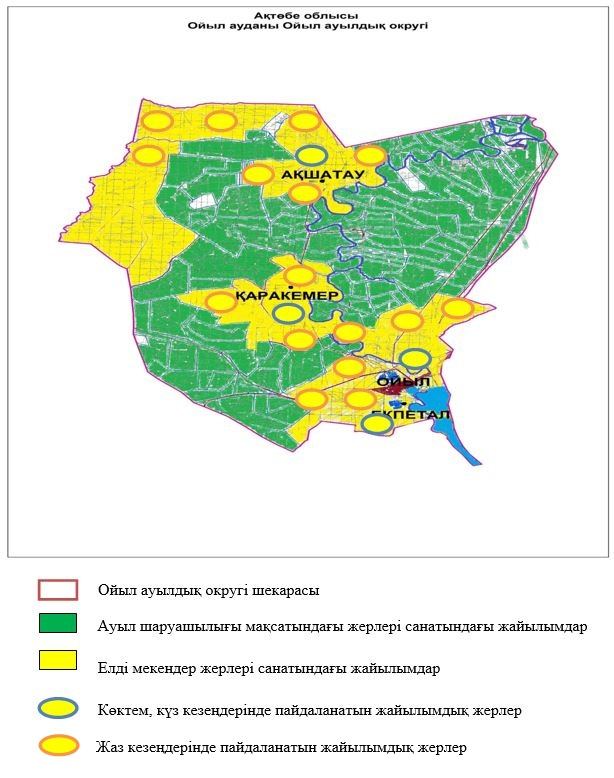 Ақтөбе облысы
Ойыл ауданы Ойыл ауылдық округі
АҚШАТАУ
ҚАРАКЕМЕР
ОЙЫЛ
ЕКПЕТАЛ
Ойыл ауылдық округі шекарасы
Ауыл шаруашылығы мақсатындағы жерлері санатындағы жайылымдар
Елді мекендер жерлері санатындағы жайылымдар
Көктем, күз кезеңдерінде пайдаланатын жайылымдық жерлер
Жаз кезеңдерінде пайдаланатын жайылымдық жерлер